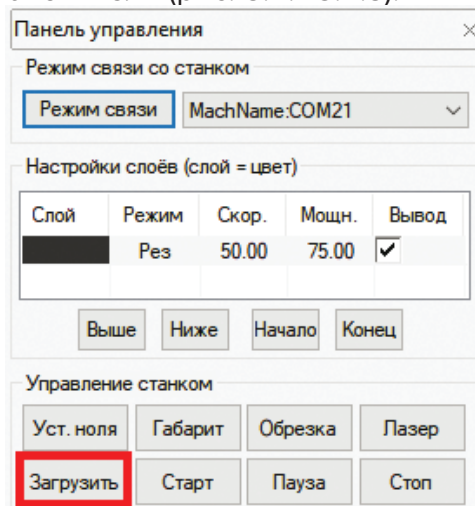 Панель управления
Режим связи со станком
Режим связи MachName:COM21
Настройки слоёв (слой = цвет)
Слой Режим Скор. Мощн. Вывод
Рез 50.00 75.00
Выше Ниже Начало Конец
Управление станком
Уст. ноля Габарит Обрезка Лазер
Загрузить Старт Пауза Стоп